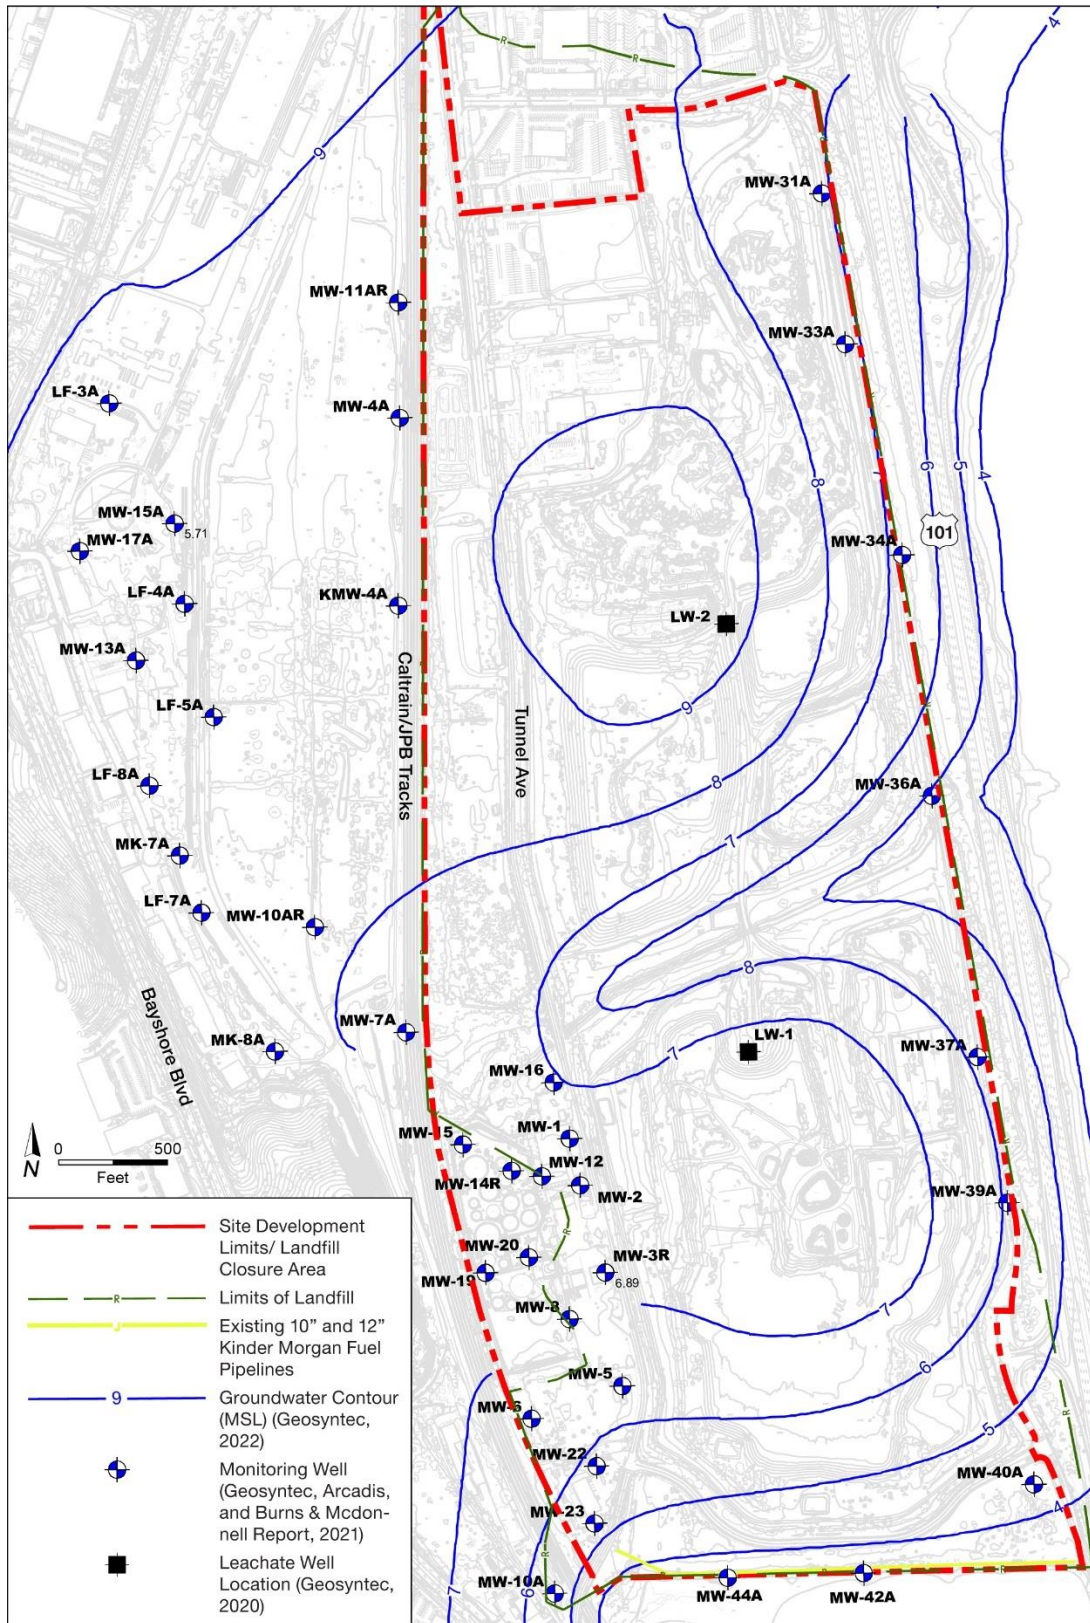 4
9
MW-31A
MW-11AR
MW-33A
LF-3A
MW-4A
8
7
6
5
4
MW-15A
5.71
MW-17A
101
MW-34A
LF-4A
KMW-4A
LW-2
MW-13A
Caltrain/JPB Tracks
Tunnel Ave
LF-5A
9
LF-8A
8
MW-36A
7
MK-7A
LF-7A
MW-10AR
8
Bayshore Blvd
MW-7A
MK-8A
LW-1
7
MW-37A
MW-16
N
0 500
Feet
MW-15
MW-1
MW-12
MW-14R
MW-2
MW-39A
MW-20
MW-3R
6.89
MW-19
MW-8
7
MW-5
6
MW-6
5
MW-22
MW-40A
4
MW-23
7
6
MW-10A
MW-44A
MW-42A
R
Site Development
Limits/ Landfill
Closure Area
R
Limits of Landfill
J
Existing 10” and 12”
Kinder Morgan Fuel
Pipelines
9
Groundwater Contour
(MSL) (Geosyntec,
2022)
Monitoring Well
(Geosyntec, Arcadis,
and Burns & Mcdon-
nell Report, 2021)
Leachate Well
Location (Geosyntec,
2020)